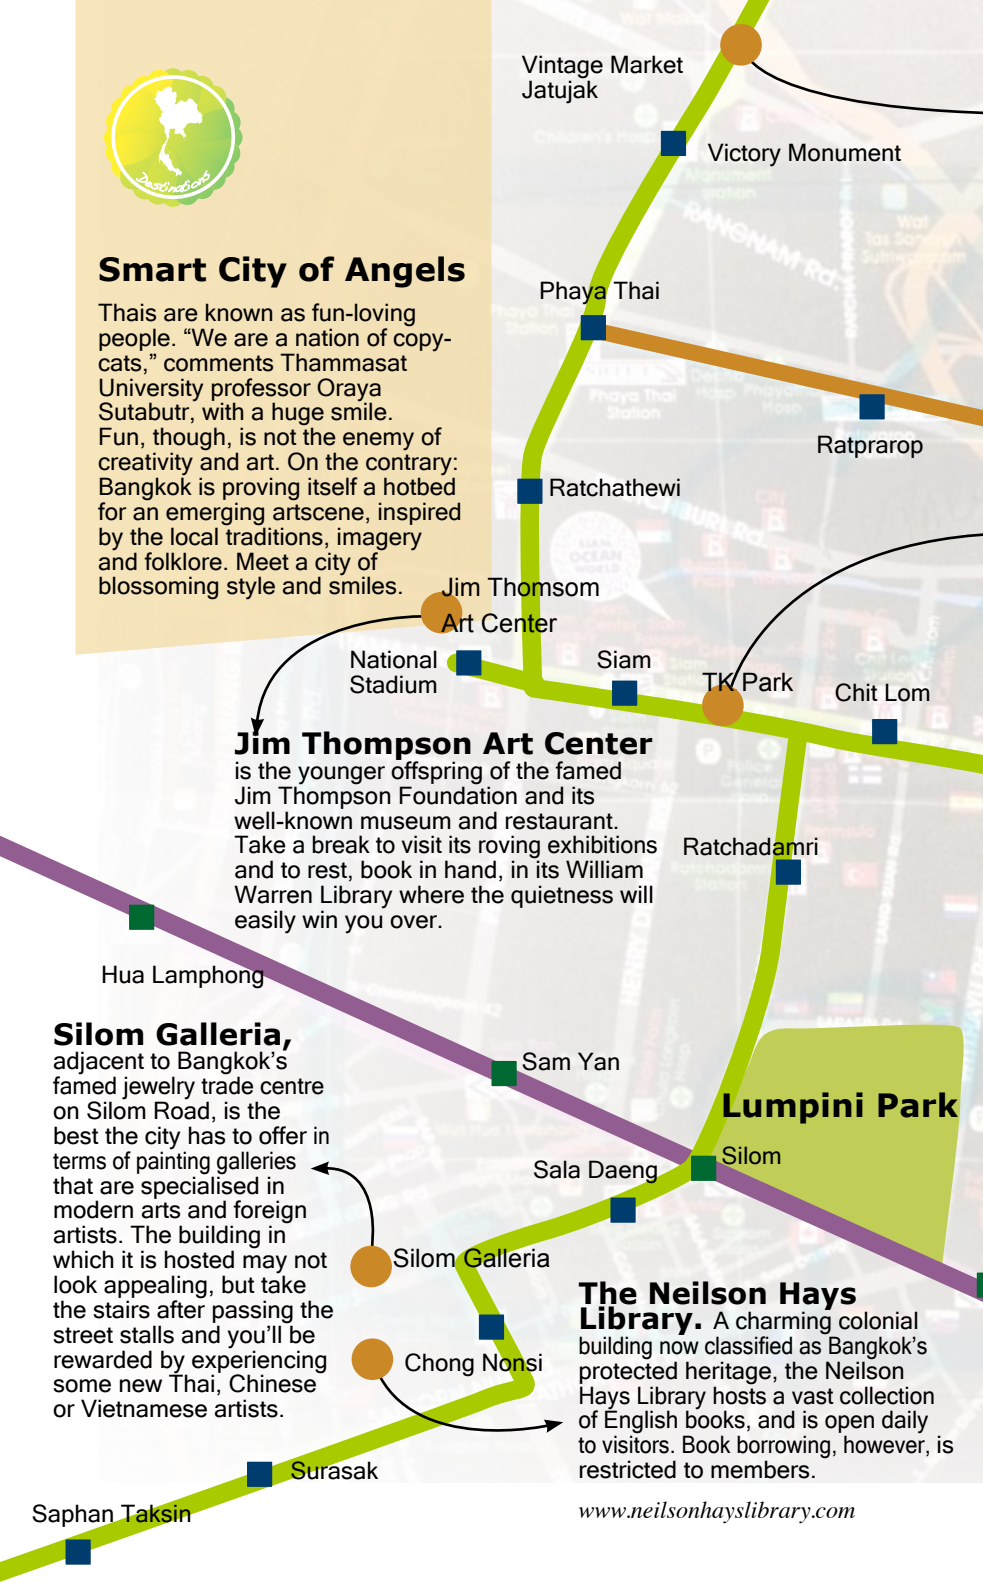 Vintage Market
Jatujak
Victory Monument
Destinations
Smart City of Angels
Thais are known as fun-loving
people. “We are a nation of copy-
cats,” comments Thammasat
University professor Oraya
Sutabutr, with a huge smile.
Fun, though, is not the enemy of
creativity and art. On the contrary:
Bangkok is proving itself a hotbed
for an emerging artscene, inspired
by the local traditions, imagery
and folklore. Meet a city of
blossoming style and smiles.
Phaya Thai
Ratprarop
Ratchathewi
RANGNAM Rd.
Phaya Thai
Station
SIAM
OCEAN
WORLD
Jim Thomsom
Art Center
National
Stadium
Siam
TK Park
Chit Lom
Jim Thompson Art Center
is the younger offspring of the famed
Jim Thompson Foundation and its
well-known museum and restaurant.
Take a break to visit its roving exhibitions
and to rest, book in hand, in its William
Warren Library where the quietness will
easily win you over.
Ratchadamri
Hua Lamphong
Silom Galleria,
adjacent to Bangkok’s
famed jewelry trade centre
on Silom Road, is the
best the city has to offer in
terms of painting galleries
that are specialised in
modern arts and foreign
artists. The building in
which it is hosted may not
look appealing, but take
the stairs after passing the
street stalls and you’ll be
rewarded by experiencing
some new Thai, Chinese
or Vietnamese artists.
Sam Yan
Lumpini Park
Silom
Sala Daeng
Silom Galleria
Chong Nonsi
The Neilson Hays
Library. A charming colonial
building now classified as Bangkok’s
protected heritage, the Neilson
Hays Library hosts a vast collection
of English books, and is open daily
to visitors. Book borrowing, however, is
restricted to members.
www.neilsonhayslibrary.com
Surasak
Saphan Taksin